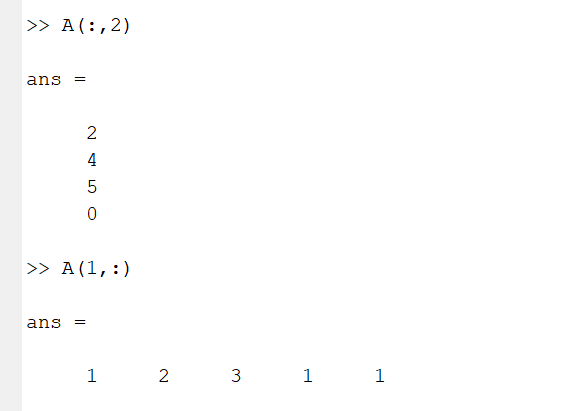 >> A(:,2)
ans =
2
4
5
0
>> A(1,:)
ans =
1 2 3 1 1